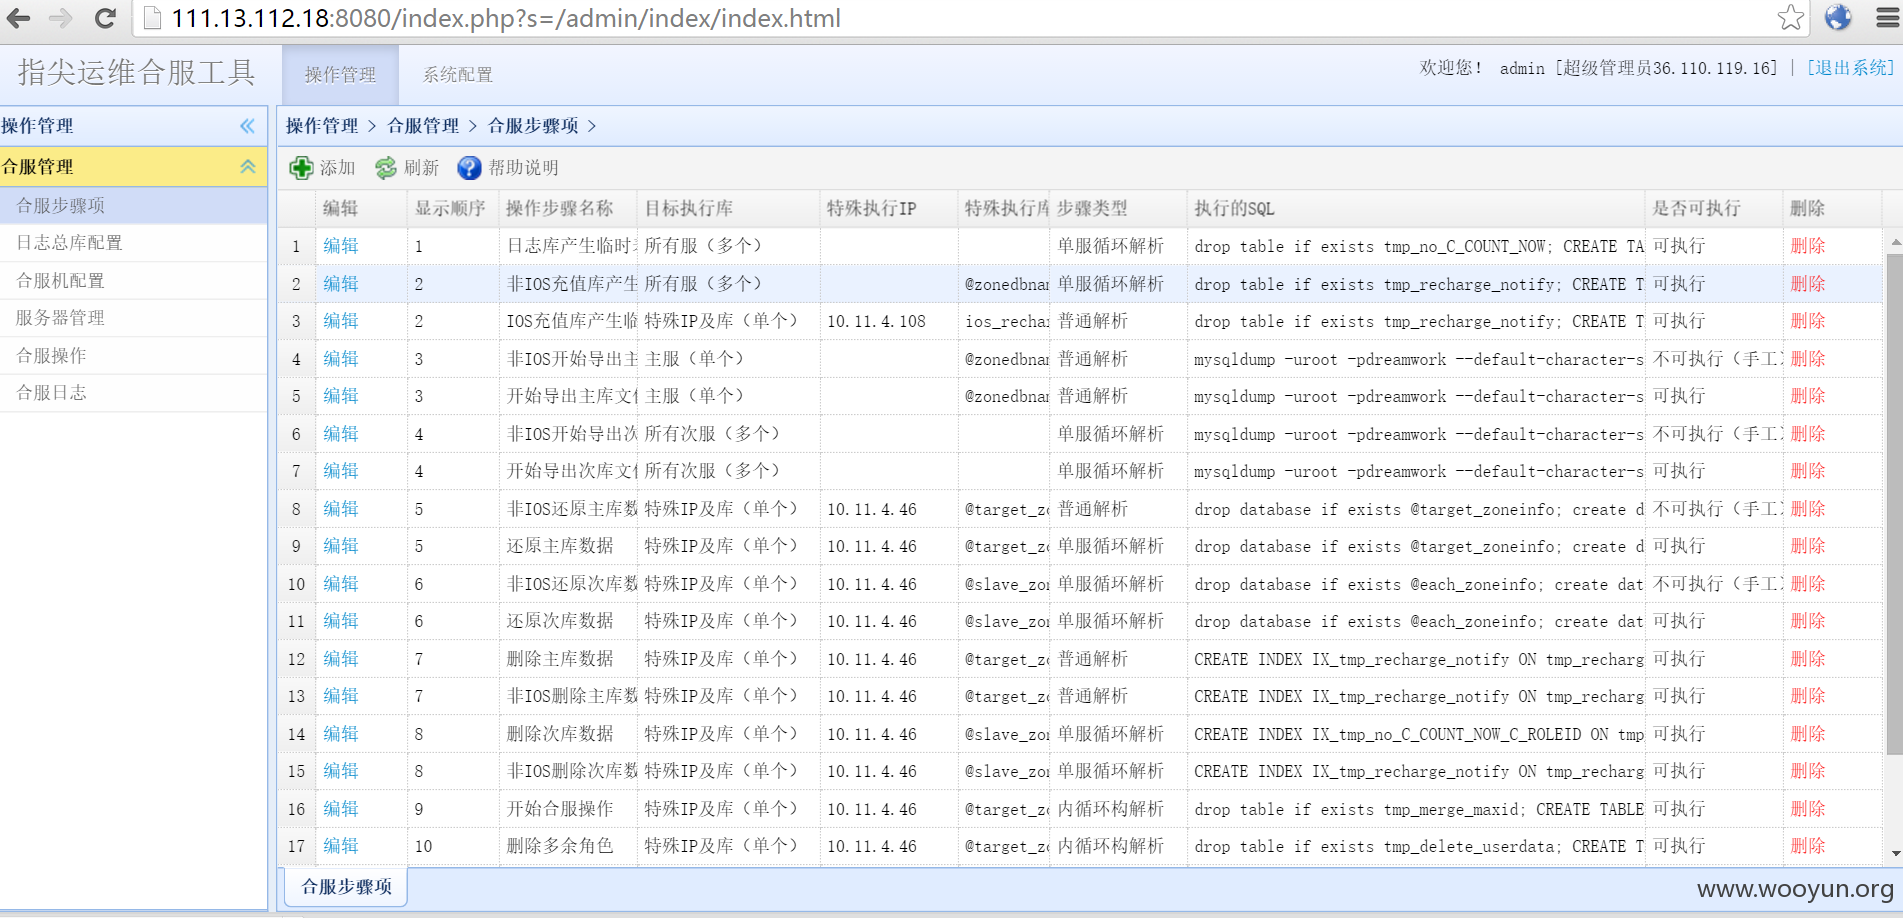 111.13.112.18:8080/index.php?s=/admin/index/index.html
指尖运维合服工具 操作管理 系统配置 欢迎您! admin [超级管理员36.110.119.16] | [退出系统]
操作管理
合服管理
合服步骤项
日志总库配置
合服机配置
服务器管理
合服操作
合服日志
操作管理 > 合服管理 > 合服步骤项 >
添加 刷新 帮助说明
编辑 显示顺序 操作步骤名称 目标执行库 特殊执行IP 特殊执行库 步骤类型 执行的SQL 是否可执行 删除
1 编辑 1 日志库产生临时 所有服（多个） 单服循环解析 drop table if exists tmp_no_C_COUNT_NOW; CREATE TA 可执行 删除
2 编辑 2 非IOS充值库产生 所有服（多个） @zonedbnam 单服循环解析 drop table if exists tmp_recharge_notify; CREATE T 可执行 删除
3 编辑 2 IOS充值库产生临 特殊IP及库（单个） 10.11.4.108 ios_rechar 普通解析 drop table if exists tmp_recharge_notify; CREATE T 可执行 删除
4 编辑 3 非IOS开始导出主 主服（单个） @zonedbnam 普通解析 mysqldump -uroot -pdreamwork --default-character-s 不可执行（手工） 删除
5 编辑 3 开始导出主库文件 主服（单个） @zonedbnam 普通解析 mysqldump -uroot -pdreamwork --default-character-s 可执行 删除
6 编辑 4 非IOS开始导出次 所有次服（多个） 单服循环解析 mysqldump -uroot -pdreamwork --default-character-s 不可执行（手工） 删除
7 编辑 4 开始导出次库文件 所有次服（多个） 单服循环解析 mysqldump -uroot -pdreamwork --default-character-s 可执行 删除
8 编辑 5 非IOS还原主库数 特殊IP及库（单个） 10.11.4.46 @target_zo 普通解析 drop database if exists @target_zoneinfo; create d 不可执行（手工） 删除
9 编辑 5 还原主库数据 特殊IP及库（单个） 10.11.4.46 @target_zo 单服循环解析 drop database if exists @target_zoneinfo; create d 可执行 删除
10 编辑 6 非IOS还原次库数 特殊IP及库（单个） 10.11.4.46 @slave_zon 单服循环解析 drop database if exists @each_zoneinfo; create dat 不可执行（手工） 删除
11 编辑 6 还原次库数据 特殊IP及库（单个） 10.11.4.46 @slave_zon 单服循环解析 drop database if exists @each_zoneinfo; create dat 可执行 删除
12 编辑 7 删除主库数据 特殊IP及库（单个） 10.11.4.46 @target_zo 普通解析 CREATE INDEX IX_tmp_recharge_notify ON tmp_recharg 可执行 删除
13 编辑 7 非IOS删除主库数 特殊IP及库（单个） 10.11.4.46 @target_zo 普通解析 CREATE INDEX IX_tmp_recharge_notify ON tmp_recharg 可执行 删除
14 编辑 8 删除次库数据 特殊IP及库（单个） 10.11.4.46 @slave_zon 单服循环解析 CREATE INDEX IX_tmp_no_C_COUNT_NOW_C_ROLEID ON tmp 可执行 删除
15 编辑 8 非IOS删除次库数 特殊IP及库（单个） 10.11.4.46 @slave_zon 单服循环解析 CREATE INDEX IX_tmp_recharge_notify ON tmp_recharg 可执行 删除
16 编辑 9 开始合服操作 特殊IP及库（单个） 10.11.4.46 @target_zo 内循环构解析 drop table if exists tmp_merge_maxid; CREATE TABLE 可执行 删除
17 编辑 10 删除多余角色 特殊IP及库（单个） 10.11.4.46 @target_zo 内循环构解析 drop table if exists tmp_delete_userdata; CREATE T 可执行 删除
合服步骤项
www.wooyun.org